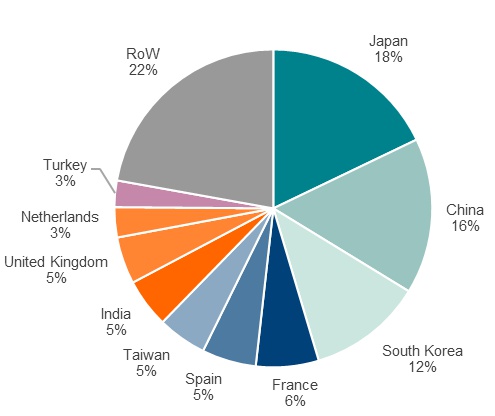 Japan
18%
China
16%
South Korea
12%
France
6%
Spain
5%
Taiwan
5%
India
5%
United Kingdom
5%
Netherlands
3%
Turkey
3%
RoW
22%